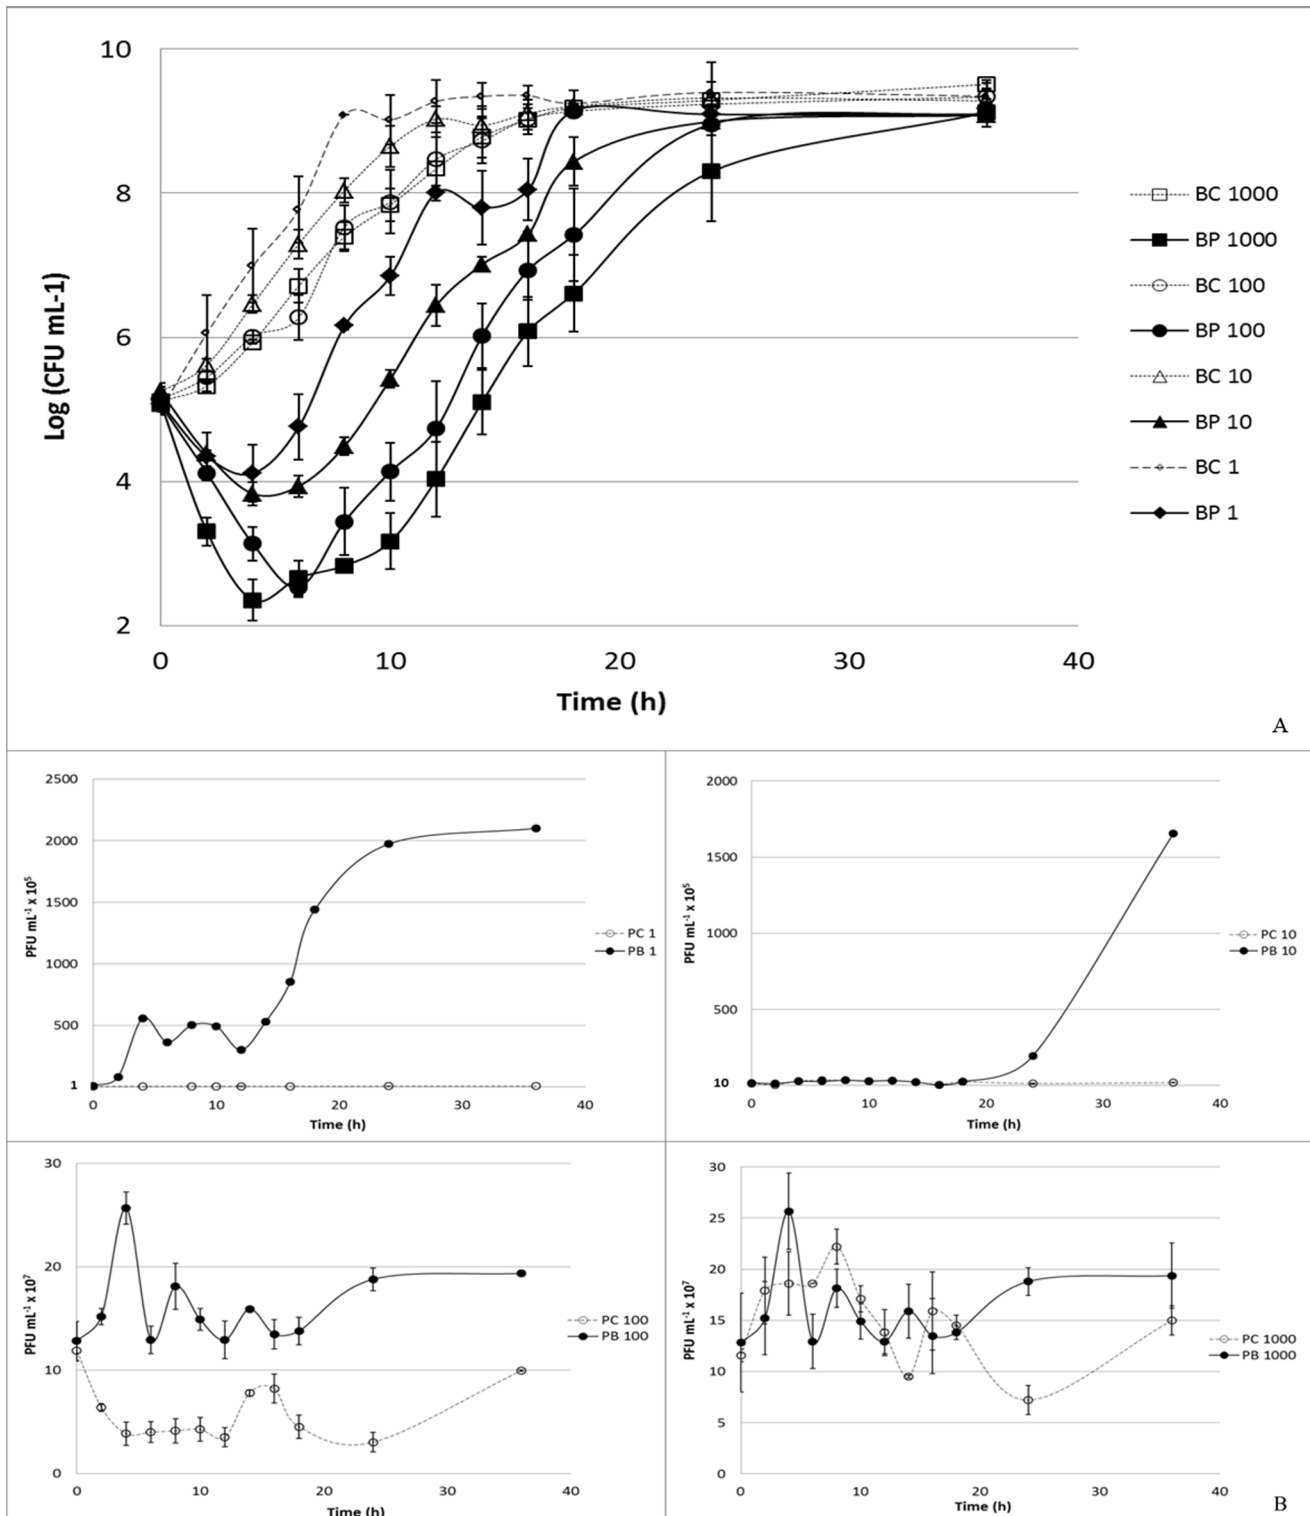 10
8
6
4
2
Log (CFU mL-1)
0 10 20 30 40
Time (h)
BC 1000
BP 1000
BC 100
BP 100
BC 10
BP 10
BC 1
BP 1
A
2500
2000
1500
1000
500
1
PFU mL⁻¹ x 10⁵
0 10 20 30 40
Time (h)
PC 1
PB 1
2000
1500
1000
500
10
PFU mL⁻¹ x 10⁵
0 10 20 30 40
Time (h)
PC 10
PB 10
30
20
10
0
PFU mL⁻¹ x 10⁷
0 10 20 30 40
Time (h)
PC 100
PB 100
30
25
20
15
10
5
0
PFU mL⁻¹ x 10⁷
0 10 20 30 40
Time (h)
PC 1000
PB 1000
B